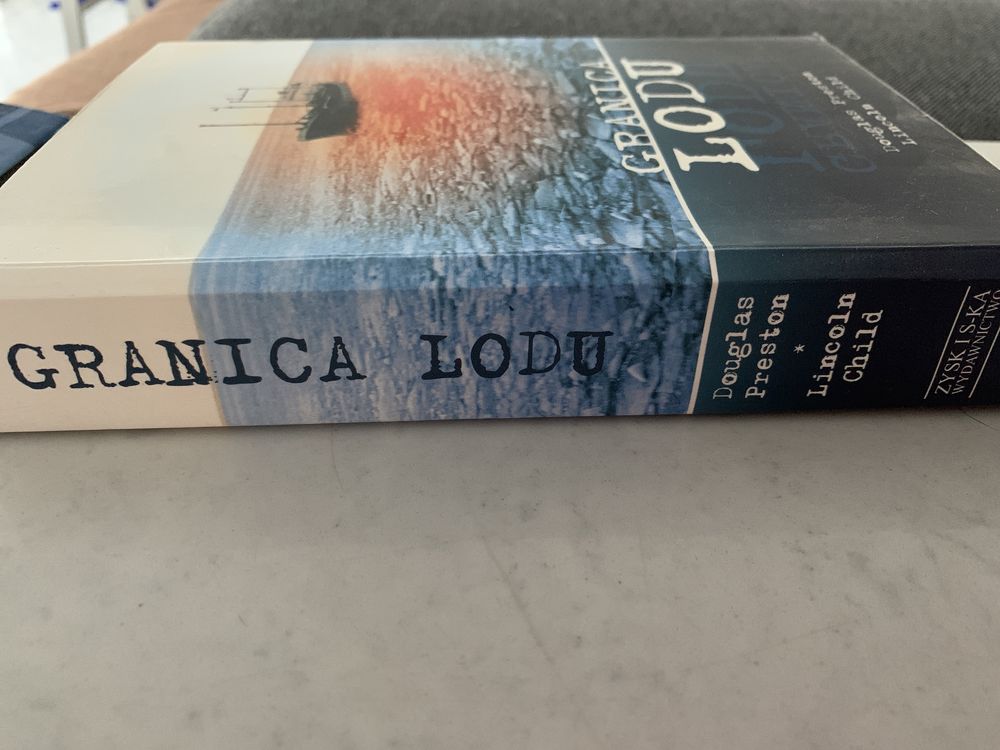 GRANICA
LODU
Douglas Preston
Lincoln Child
GRANICA LODU
Douglas
Preston
*
Lincoln
Child
ZYSK I S-KA
WYDAWNICTWO